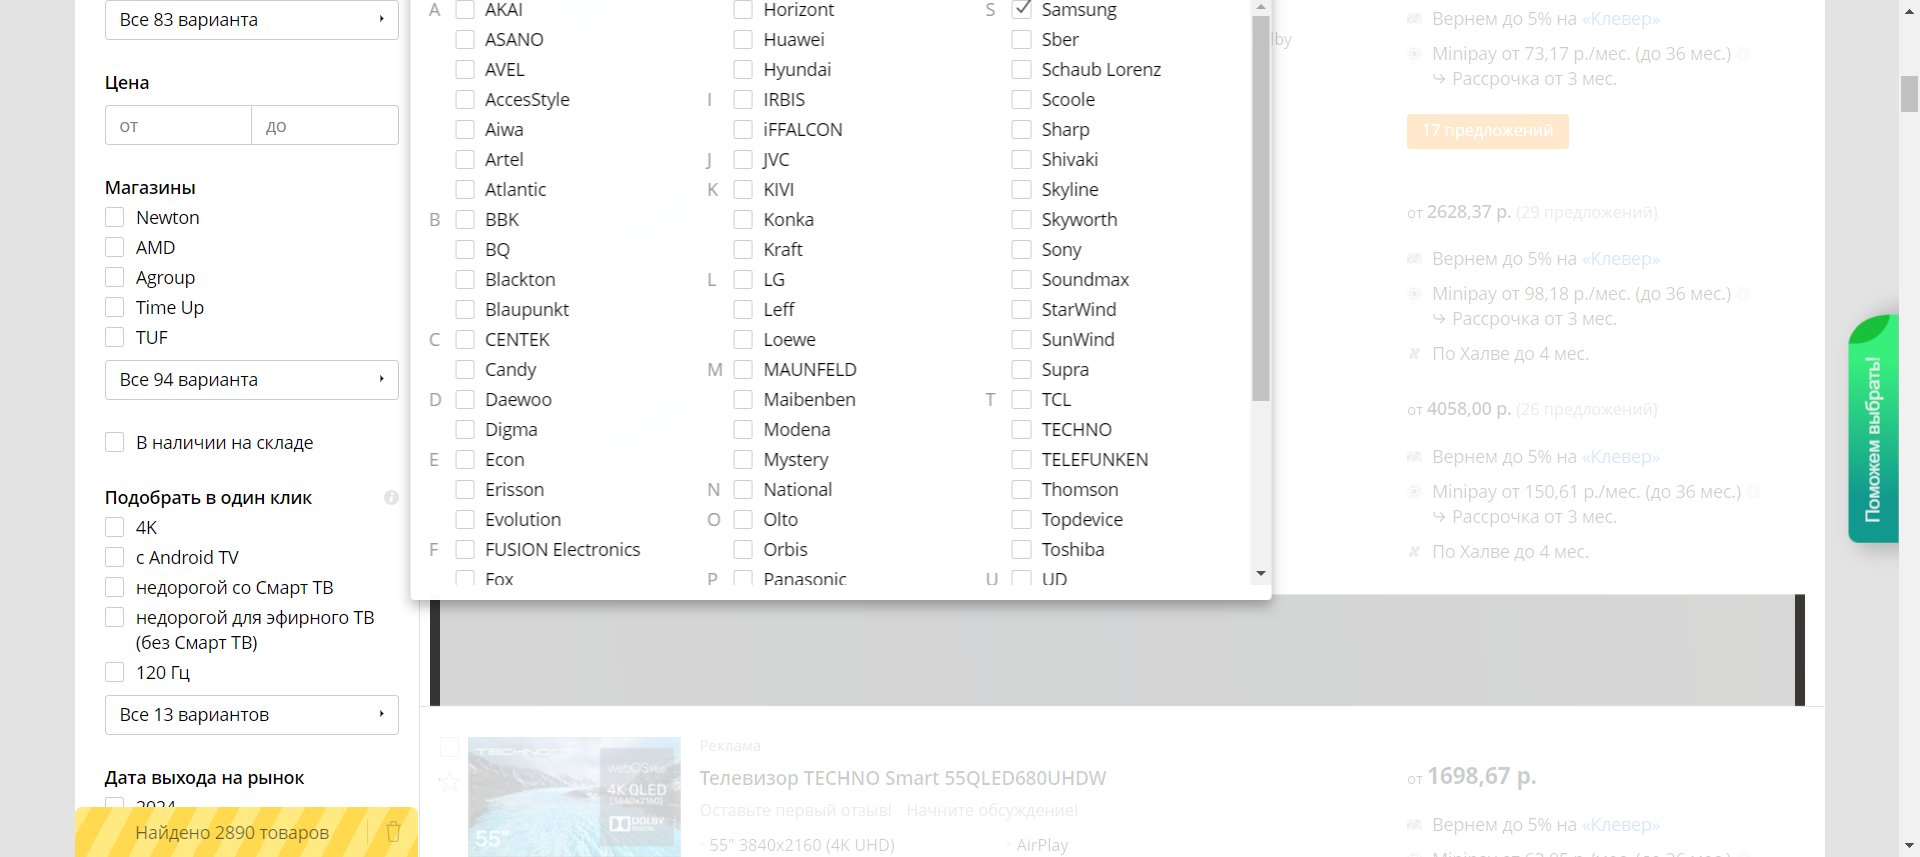 Все 83 варианта
Цена
от
до
Магазины
Newton
AMD
Agroup
Time Up
TUF
Все 94 варианта
В наличии на складе
Подобрать в один клик
4K
с Android TV
недорогой со Смарт ТВ
недорогой для эфирного ТВ
(без Смарт ТВ)
120 Гц
Все 13 вариантов
Дата выхода на рынок
2024
Найдено 2890 товаров
A
AKAI
ASANO
AVEL
AccesStyle
Aiwa
Artel
Atlantic
B
BBK
BQ
Blackton
Blaupunkt
C
CENTEK
Candy
D
Daewoo
Digma
E
Econ
Erisson
Evolution
F
FUSION Electronics
Fox
Horizont
Huawei
Hyundai
I
IRBIS
iFFALCON
J
JVC
K
KIVI
Konka
Kraft
L
LG
Leff
Loewe
M
MAUNFELD
Maibenben
Modena
Mystery
N
National
O
Olto
Orbis
P
Panasonic
S
Samsung
Sber
Schaub Lorenz
Scoole
Sharp
Shivaki
Skyline
Skyworth
Sony
Soundmax
StarWind
SunWind
Supra
T
TCL
TECHNO
TELEFUNKEN
Thomson
Topdevice
Toshiba
U
UD
lby
Вернем до 5% на «Клевер»
Minipay от 73,17 р./мес. (до 36 мес.)
↳ Рассрочка от 3 мес.
17 предложений
от 2628,37 р. (29 предложений)
Вернем до 5% на «Клевер»
Minipay от 98,18 р./мес. (до 36 мес.)
↳ Рассрочка от 3 мес.
По Халве до 4 мес.
от 4058,00 р. (26 предложений)
Вернем до 5% на «Клевер»
Minipay от 150,61 р./мес. (до 36 мес.)
↳ Рассрочка от 3 мес.
По Халве до 4 мес.
Поможем выбрать!
TECHNO
webOS Hub
4K QLED
(3840x2160)
DOLBY
DIGITAL
55"
Реклама
Телевизор TECHNO Smart 55QLED680UHDW
Оставьте первый отзыв! Начните обсуждение!
55" 3840x2160 (4K UHD)
AirPlay
от 1698,67 р.
Вернем до 5% на «Клевер»